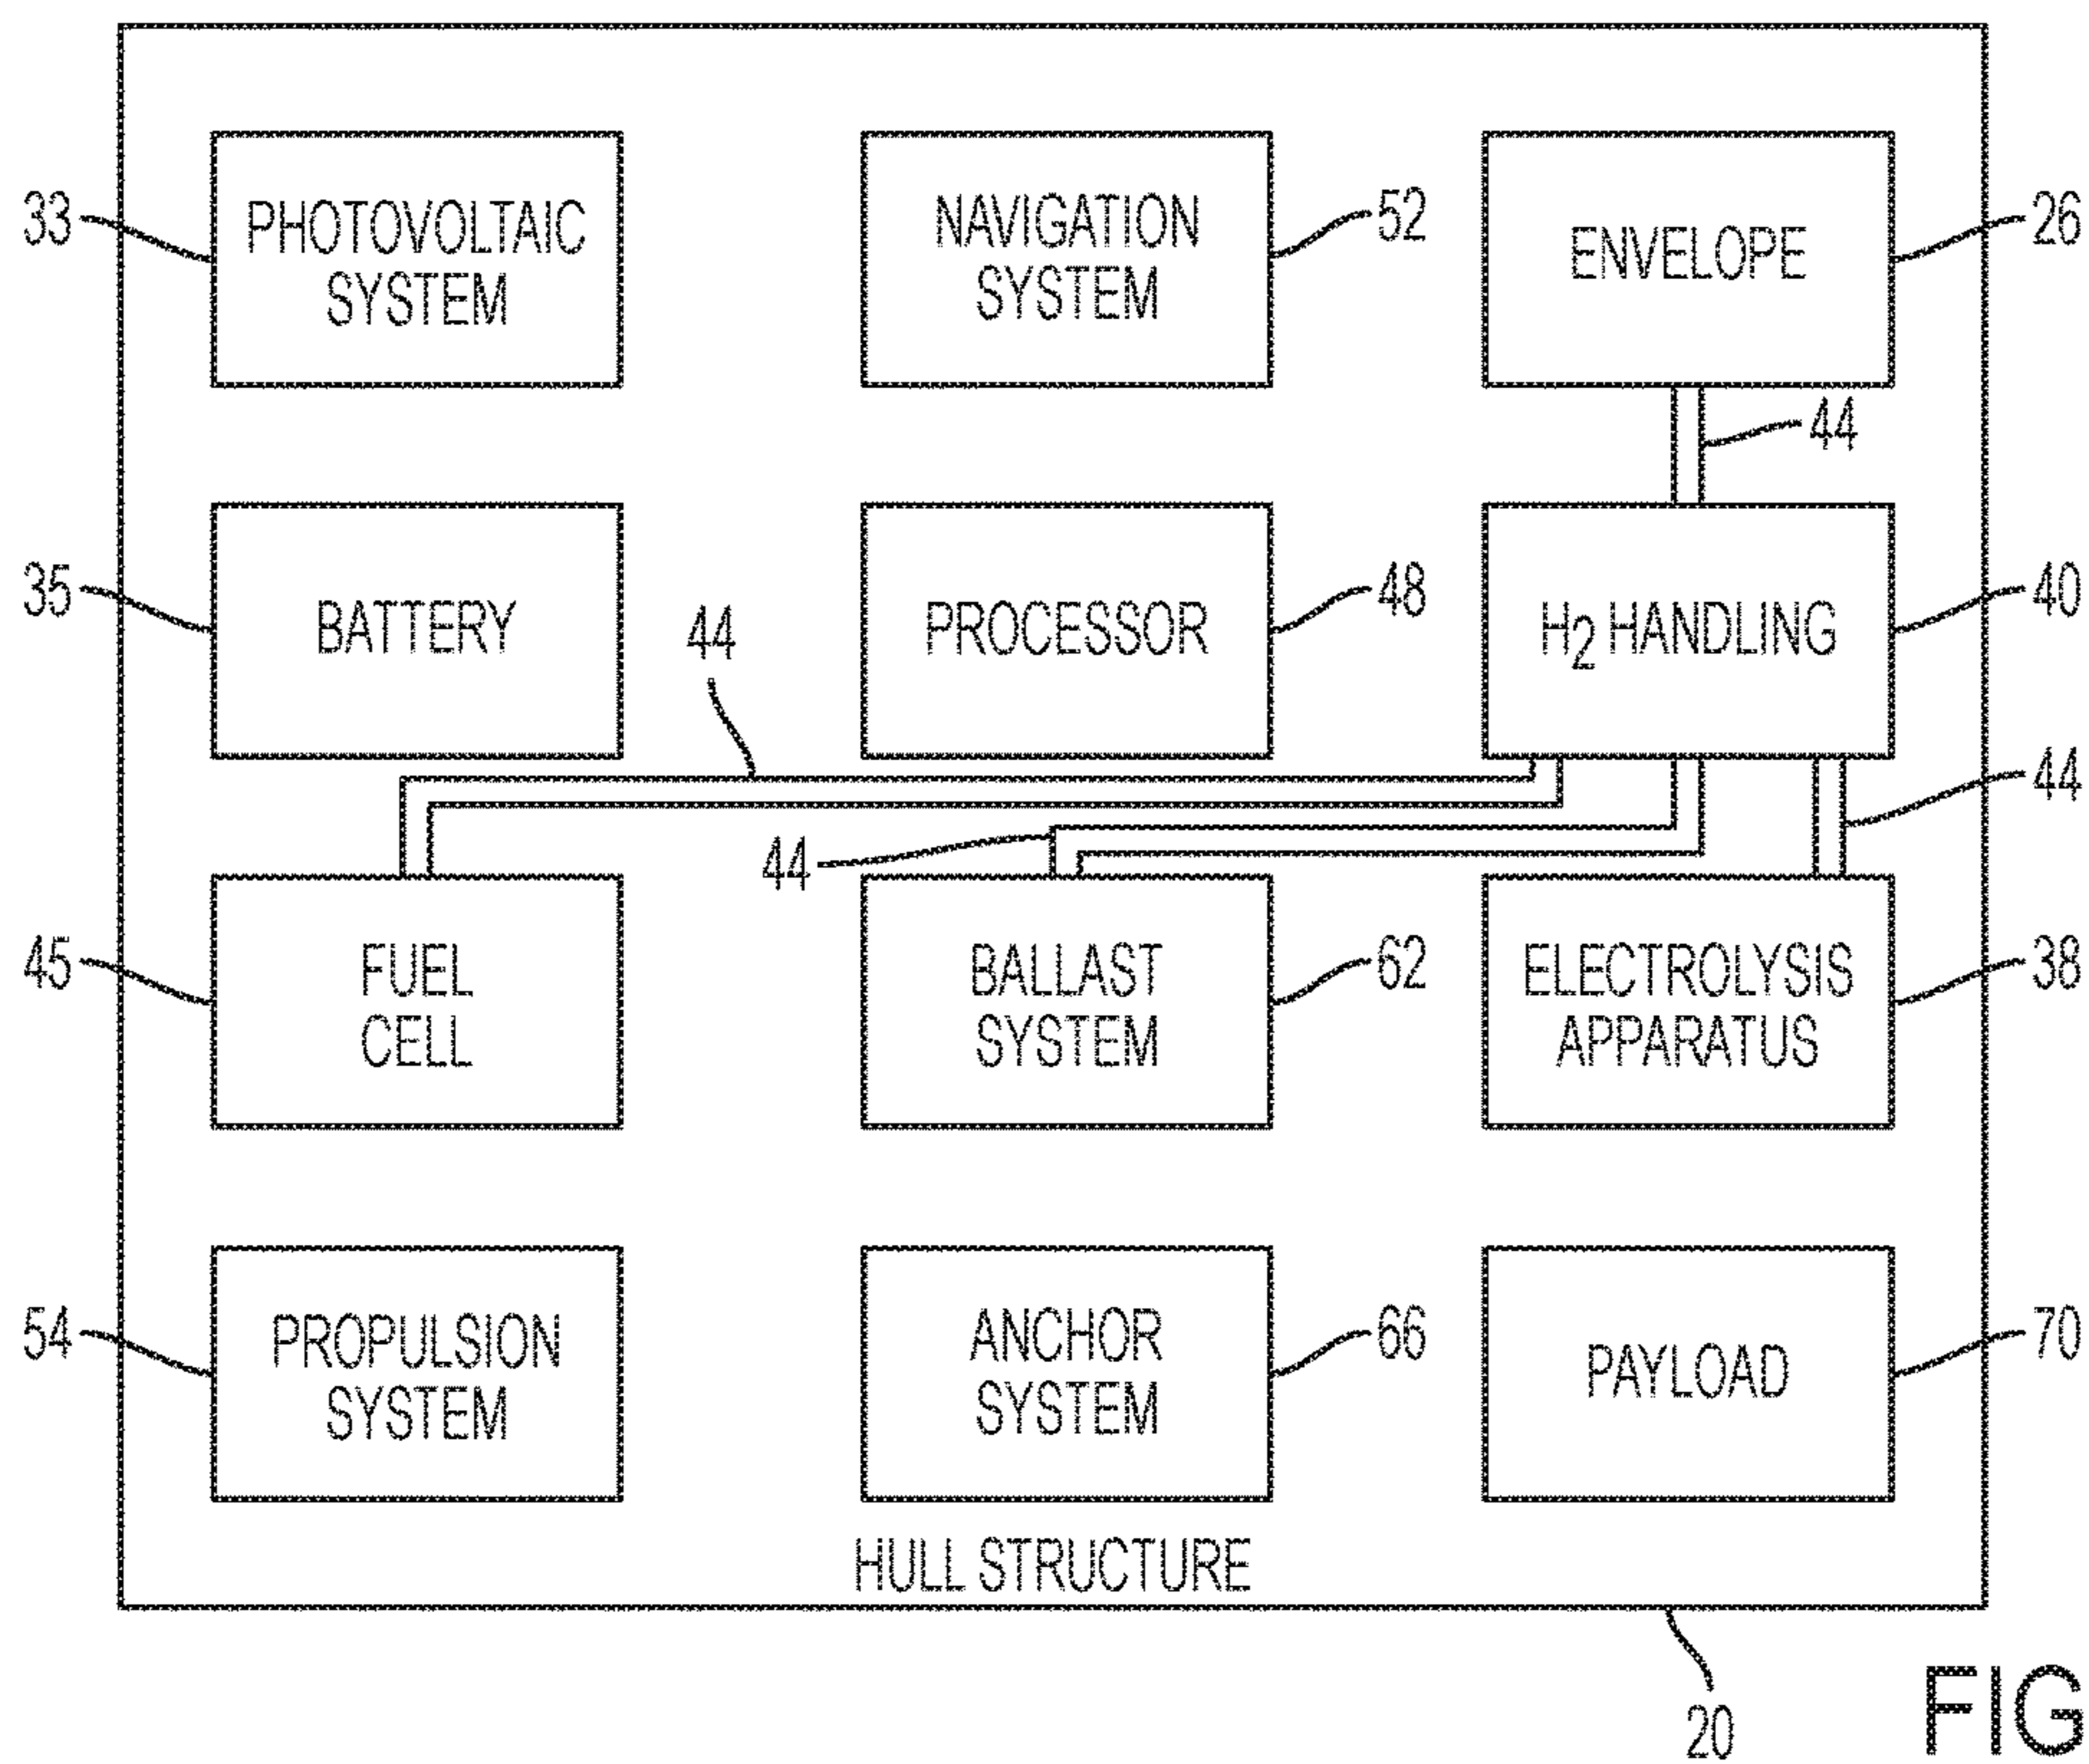 33
PHOTOVOLTAIC
SYSTEM
NAVIGATION
SYSTEM
52
ENVELOPE
26
44
35
BATTERY
PROCESSOR
48
H2 HANDLING
40
44
44
44
45
FUEL
CELL
BALLAST
SYSTEM
62
ELECTROLYSIS
APPARATUS
38
54
PROPULSION
SYSTEM
ANCHOR
SYSTEM
66
PAYLOAD
70
HULL STRUCTURE
20
FIG